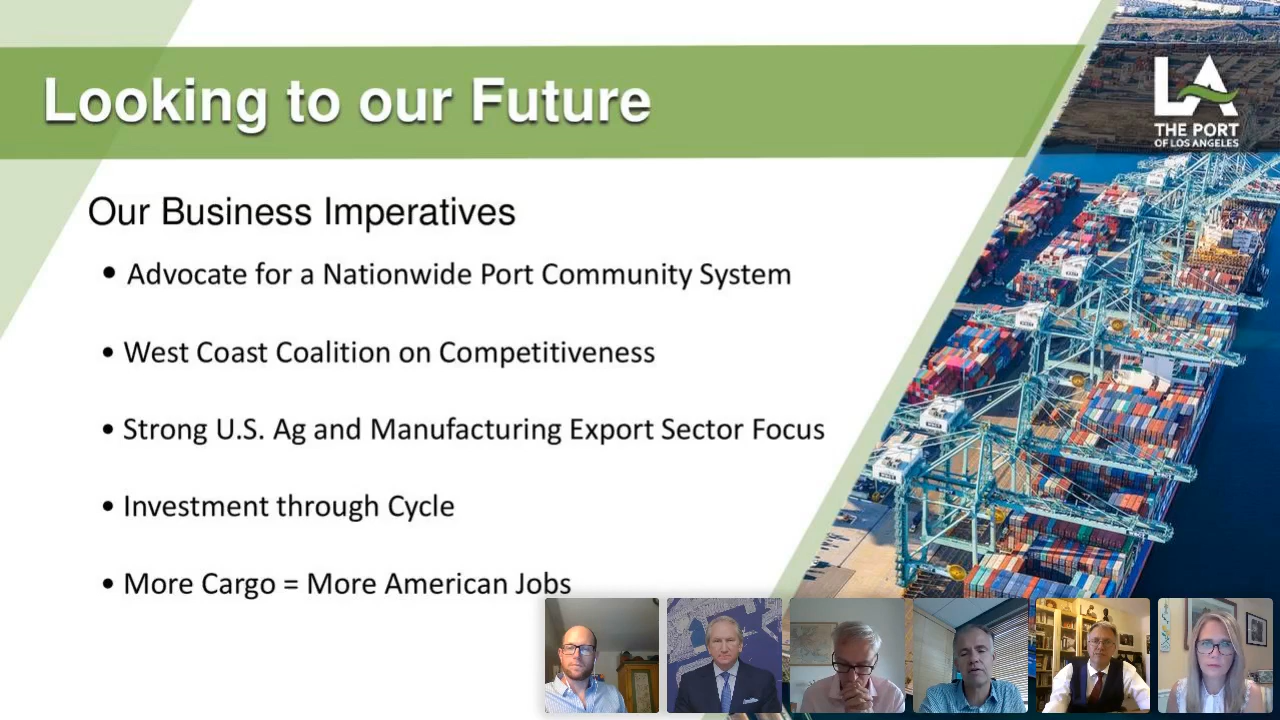 Looking to our Future
LA
THE PORT
OF LOS ANGELES
Our Business Imperatives
• Advocate for a Nationwide Port Community System
• West Coast Coalition on Competitiveness
• Strong U.S. Ag and Manufacturing Export Sector Focus
• Investment through Cycle
• More Cargo = More American Jobs